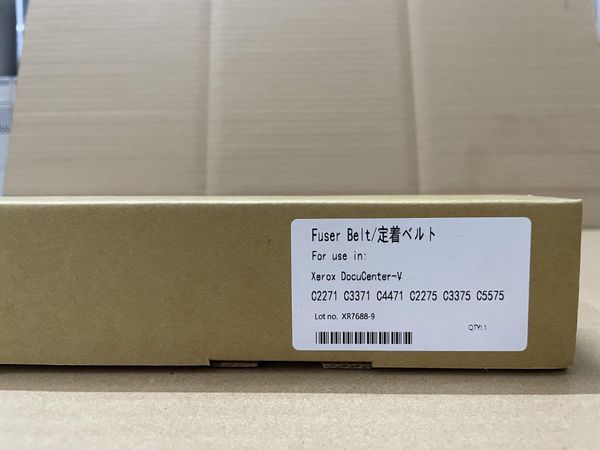 Fuser Belt/定着ベルト
For use in:
Xerox DocuCenter-V
C2271 C3371 C4471 C2275 C3375 C5575
Lot no. XR7688-9
QTY: 1